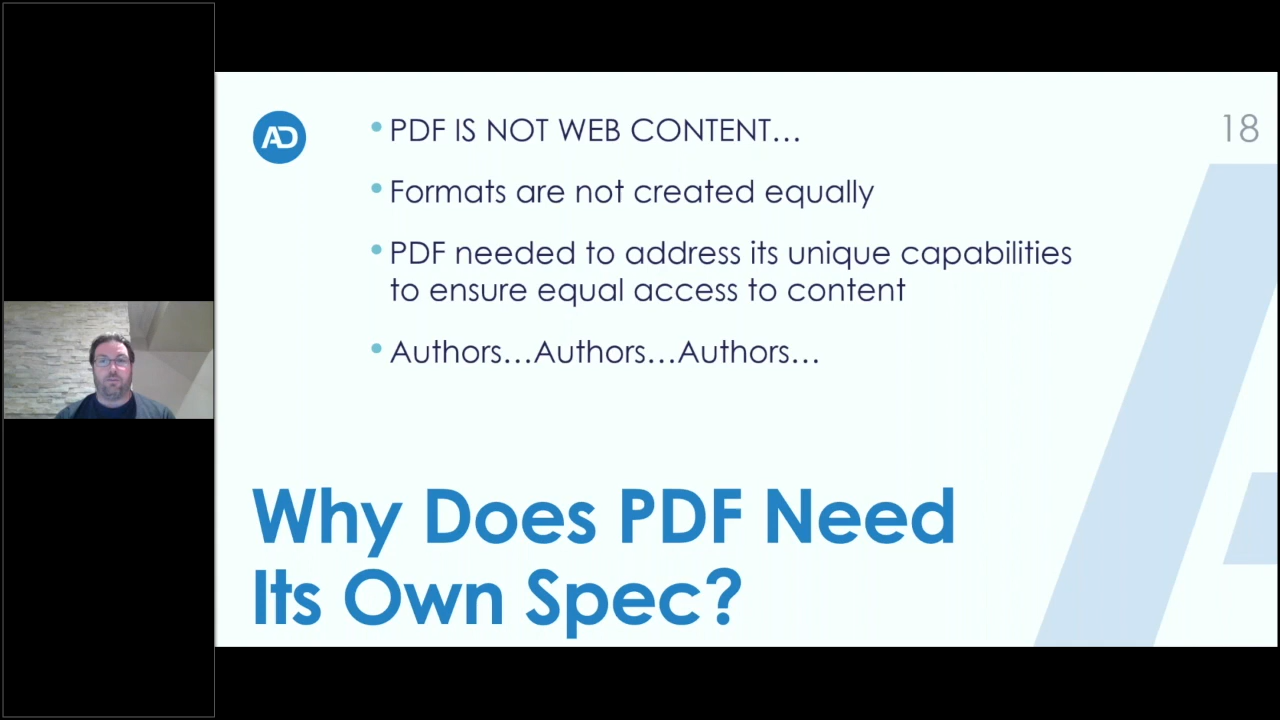 AD
PDF IS NOT WEB CONTENT…
18
Formats are not created equally
PDF needed to address its unique capabilities
to ensure equal access to content
Authors…Authors…Authors…
Why Does PDF Need
Its Own Spec?